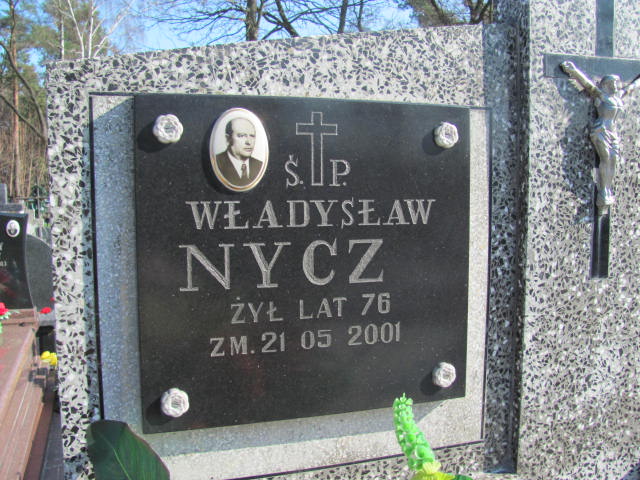 Ś. P.
WŁADYSŁAW
NYCZ
ŻYŁ LAT 76
ZM. 21 05 2001